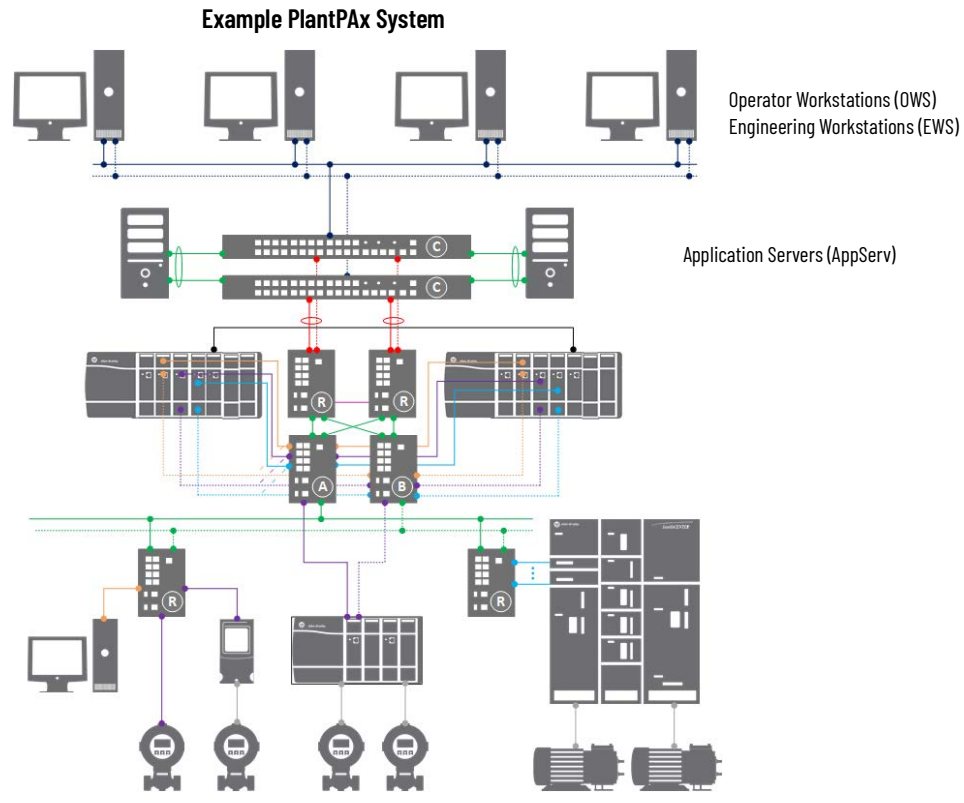 Example PlantPAx System
Operator Workstations (OWS)
Engineering Workstations (EWS)
Application Servers (AppServ)
C
C
R
R
A
B
R
R